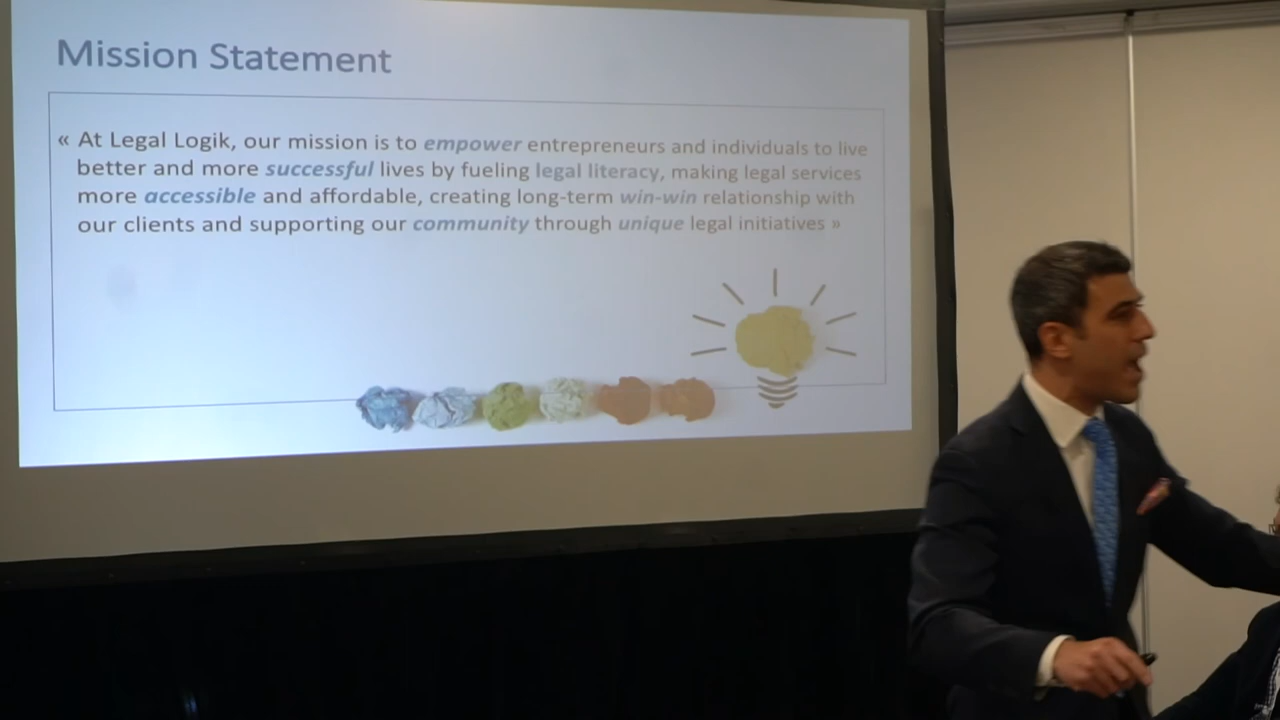 Mission Statement
« At Legal Logik, our mission is to empower entrepreneurs and individuals to live
better and more successful lives by fueling legal literacy, making legal services
more accessible and affordable, creating long-term win-win relationship with
our clients and supporting our community through unique legal initiatives »